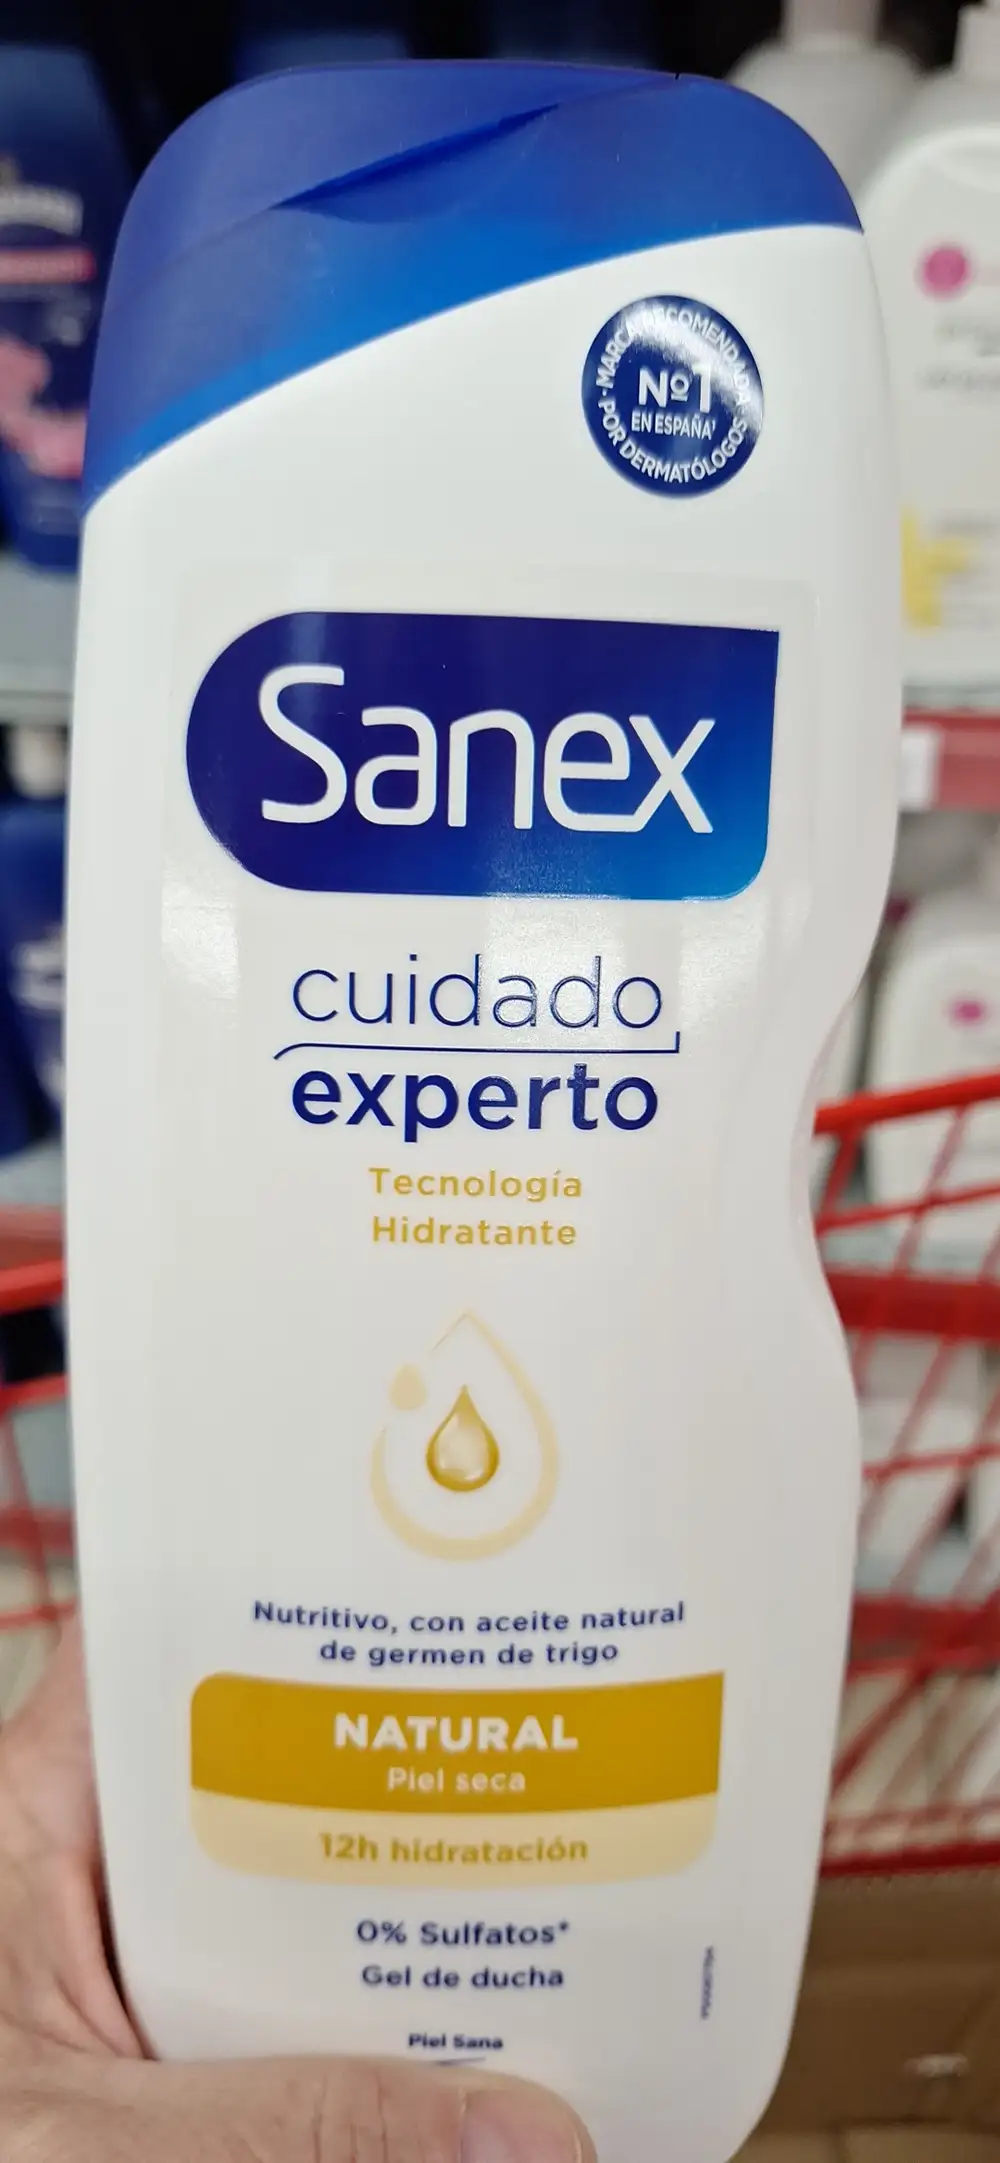 MARCA RECOMENDADA
Nº1
EN ESPAÑA¹
POR DERMATÓLOGOS
Sanex
cuidado
experto
Tecnología
Hidratante
Nutritivo, con aceite natural
de germen de trigo
NATURAL
Piel seca
12h hidratación
0% Sulfatos*
Gel de ducha
Piel Sana